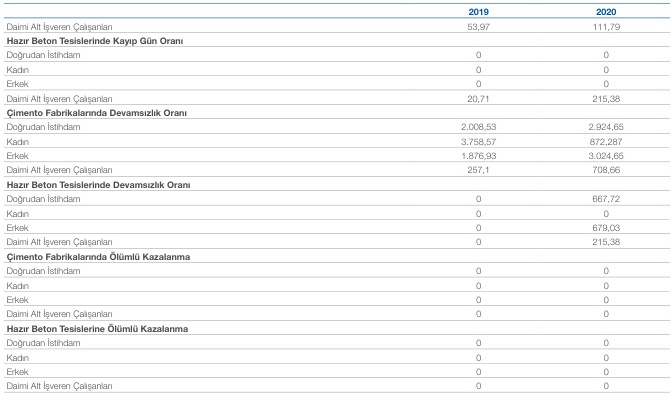 2019 2020
Daimi Alt İşveren Çalışanları 53,97 111,79
Hazır Beton Tesislerinde Kayıp Gün Oranı
Doğrudan İstihdam 0 0
Kadın 0 0
Erkek 0 0
Daimi Alt İşveren Çalışanları 20,71 215,38
Çimento Fabrikalarında Devamsızlık Oranı
Doğrudan İstihdam 2.008,53 2.924,65
Kadın 3.758,57 872,287
Erkek 1.876,93 3.024,65
Daimi Alt İşveren Çalışanları 257,1 708,66
Hazır Beton Tesislerinde Devamsızlık Oranı
Doğrudan İstihdam 0 667,72
Kadın 0 0
Erkek 0 679,03
Daimi Alt İşveren Çalışanları 0 215,38
Çimento Fabrikalarında Ölümlü Kazalanma
Doğrudan İstihdam 0 0
Kadın 0 0
Erkek 0 0
Daimi Alt İşveren Çalışanları 0 0
Hazır Beton Tesislerine Ölümlü Kazalanma
Doğrudan İstihdam 0 0
Kadın 0 0
Erkek 0 0
Daimi Alt İşveren Çalışanları 0 0